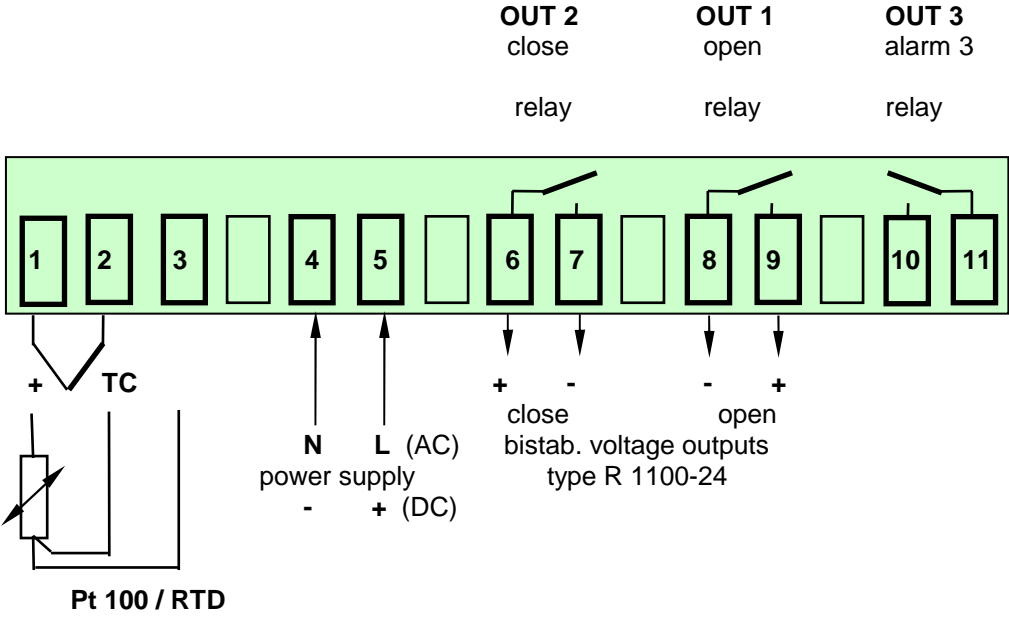 OUT 2 OUT 1 OUT 3
close open alarm 3
relay relay relay
1 2 3 4 5 6 7 8 9 10 11
+ TC + - - +
close open
N L (AC) bistab. voltage outputs
power supply type R 1100-24
- + (DC)
Pt 100 / RTD